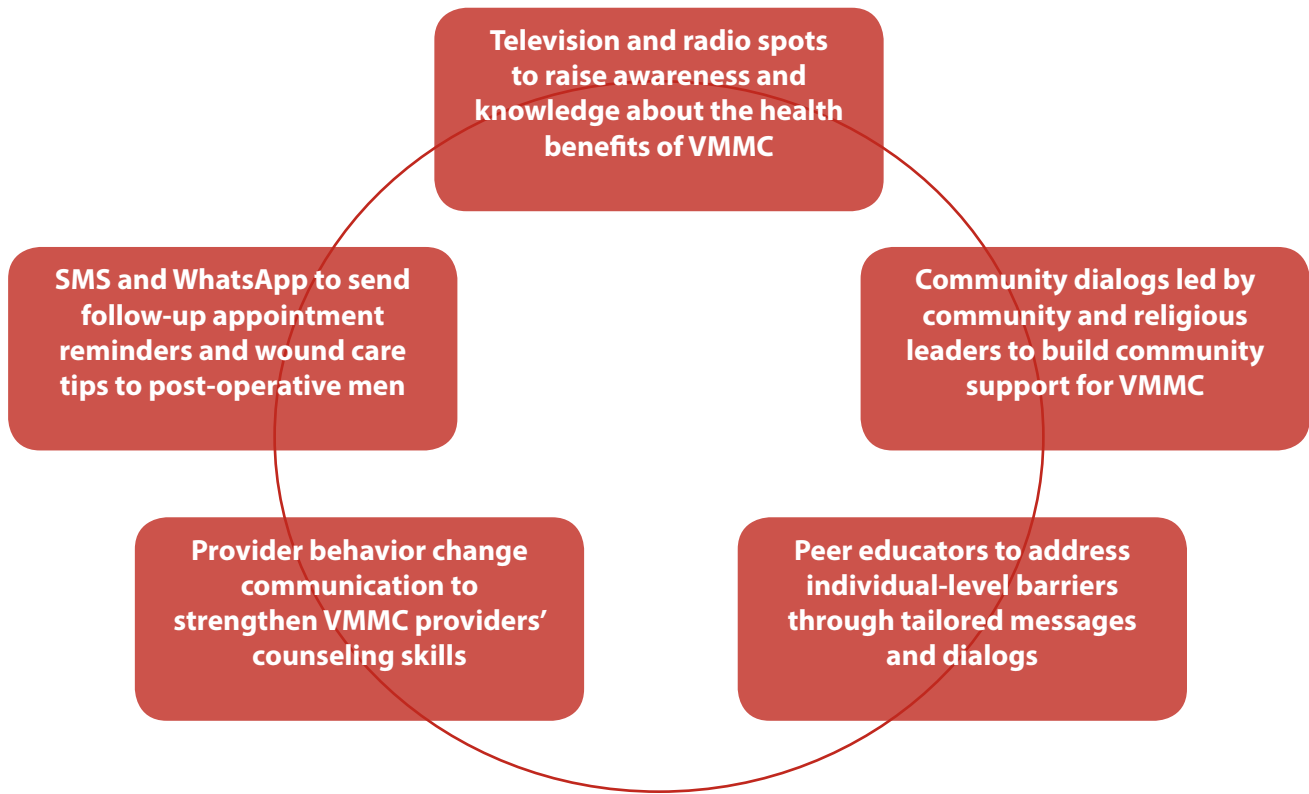 Television and radio spots
to raise awareness and
knowledge about the health
benefits of VMMC
Community dialogs led by
community and religious
leaders to build community
support for VMMC
Peer educators to address
individual-level barriers
through tailored messages
and dialogs
Provider behavior change
communication to
strengthen VMMC providers’
counseling skills
SMS and WhatsApp to send
follow-up appointment
reminders and wound care
tips to post-operative men